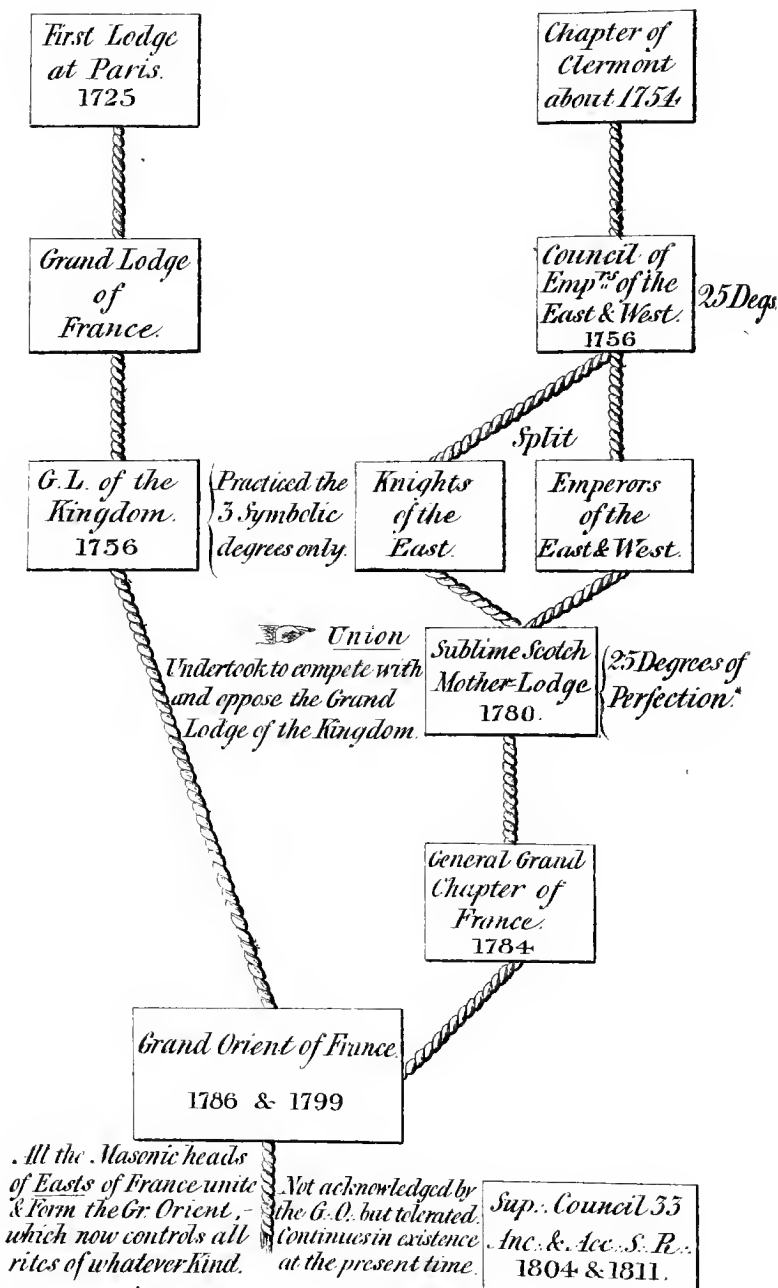 First Lodge
at Paris.
1725
Chapter of
Clermont
about 1754
Grand Lodge
of
France.
Council of
Emp.rs of the
East & West.
1756
25 Degs.
Split
G.L. of the
Kingdom.
1756
Practiced the
3 Symbolic
degrees only.
Knights
of the
East.
Emperors
of the
East & West.
Union
Undertook to compete with
and oppose the Grand
Lodge of the Kingdom.
Sublime Scotch
Mother-Lodge
1780.
25 Degrees of
Perfection.*
General Grand
Chapter of
France.
1784
Grand Orient of France.
1786 & 1799
All the Masonic heads
of Easts of France unite
& Form the Gr. Orient,-
which now controls all
rites of whatever Kind.
Not acknowledged by
the G.O. but tolerated.
Continues in existence
at the present time.
Sup.. Council 33
Anc.. & Acc.. S.. R..
1804 & 1811.